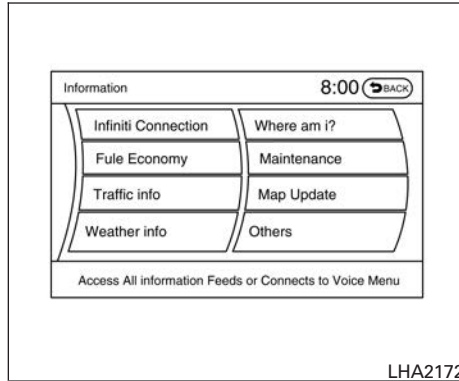 Information 8:00 BACK
Infiniti Connection Where am i?
Fule Economy Maintenance
Traffic info Map Update
Weather info Others
Access All information Feeds or Connects to Voice Menu
LHA2172